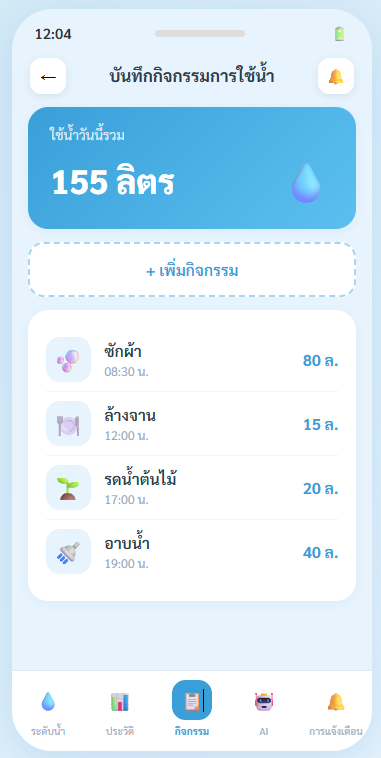 12:04
บันทึกกิจกรรมการใช้น้ำ
ใช้น้ำวันนี้รวม
155 ลิตร
+ เพิ่มกิจกรรม
ซักผ้า
08:30 น.
80 ล.
ล้างจาน
12:00 น.
15 ล.
รดน้ำต้นไม้
17:00 น.
20 ล.
อาบน้ำ
19:00 น.
40 ล.
ระดับน้ำ
ประวัติ
กิจกรรม
AI
การแจ้งเตือน